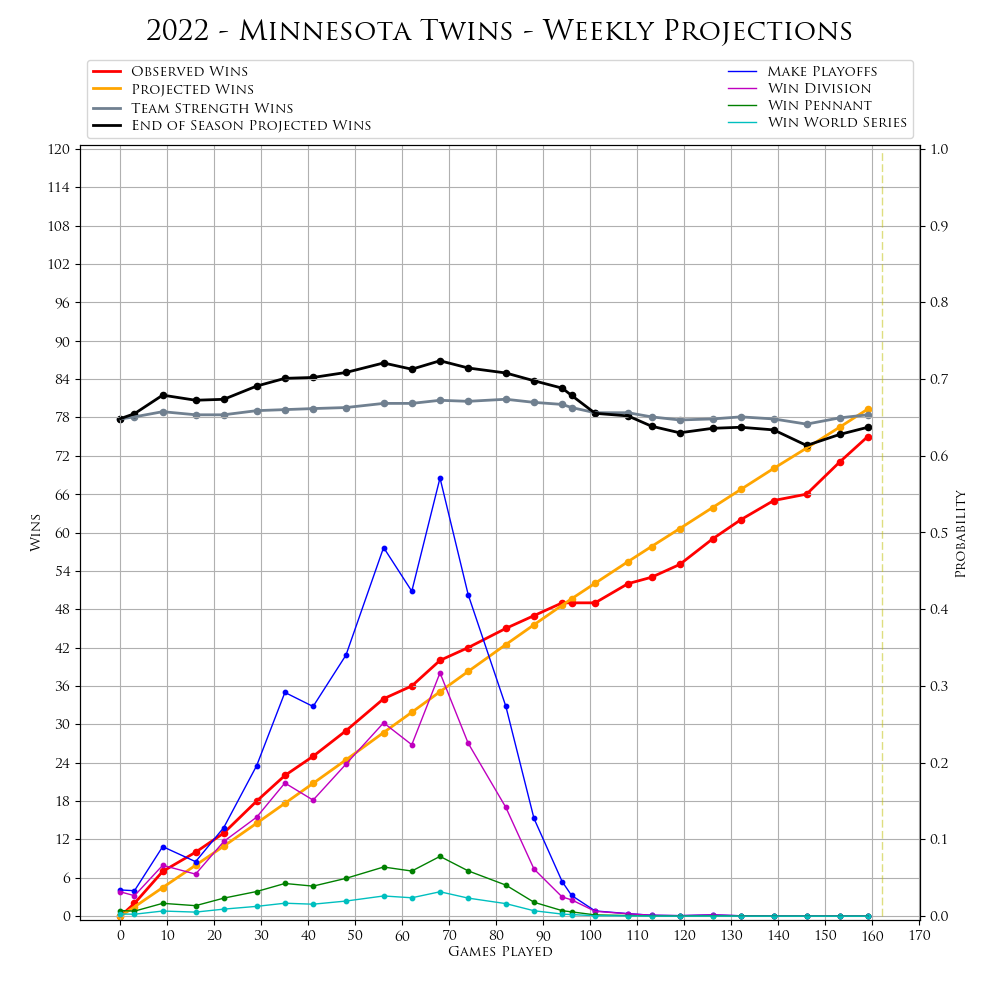 2022 - Minnesota Twins - Weekly Projections
Observed Wins
Projected Wins
Team Strength Wins
End of Season Projected Wins
Make Playoffs
Win Division
Win Pennant
Win World Series
120
114
108
102
96
90
84
78
72
66
60
54
48
42
36
30
24
18
12
6
0
Wins
1.0
0.9
0.8
0.7
0.6
0.5
0.4
0.3
0.2
0.1
0.0
Probability
0 10 20 30 40 50 60 70 80 90 100 110 120 130 140 150 160 170
Games Played